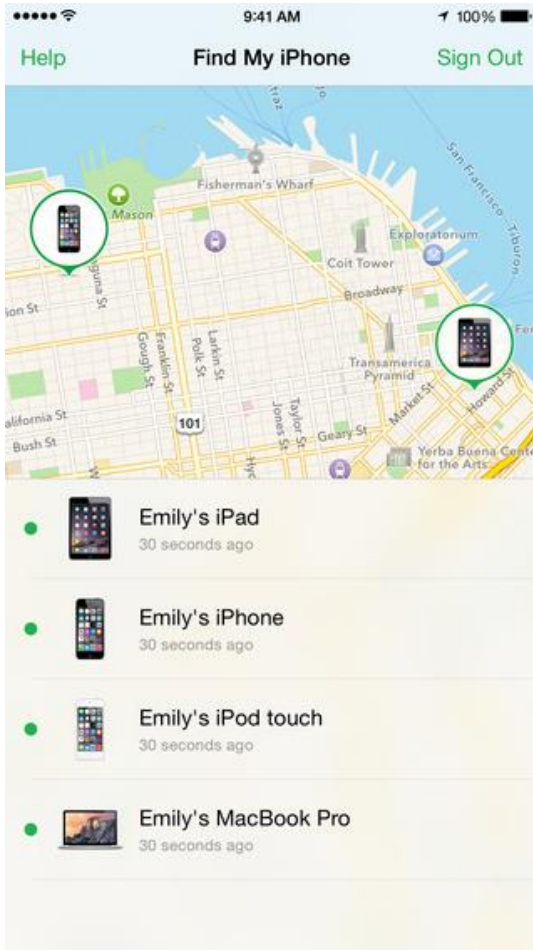 9:41 AM
100%
Help
Find My iPhone
Sign Out
Fisherman's Wharf
Mason
San Francisco - Tiburon
Exploratorium
Coit Tower
Broadway
Larkin St
Polk St
Franklin St
Gough St
Transamerica
Pyramid
Howard St
Market St
101
Taylor St
Jones St
Geary St
Bush St
Yerba Buena
for the Arts
Emily's iPad
30 seconds ago
Emily's iPhone
30 seconds ago
Emily's iPod touch
30 seconds ago
Emily's MacBook Pro
30 seconds ago